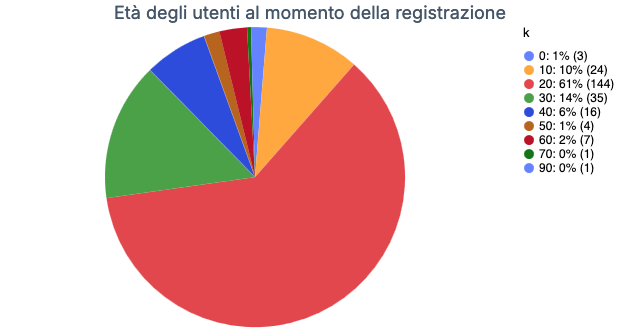 Età degli utenti al momento della registrazione
k
0: 1% (3)
10: 10% (24)
20: 61% (144)
30: 14% (35)
40: 6% (16)
50: 1% (4)
60: 2% (7)
70: 0% (1)
90: 0% (1)